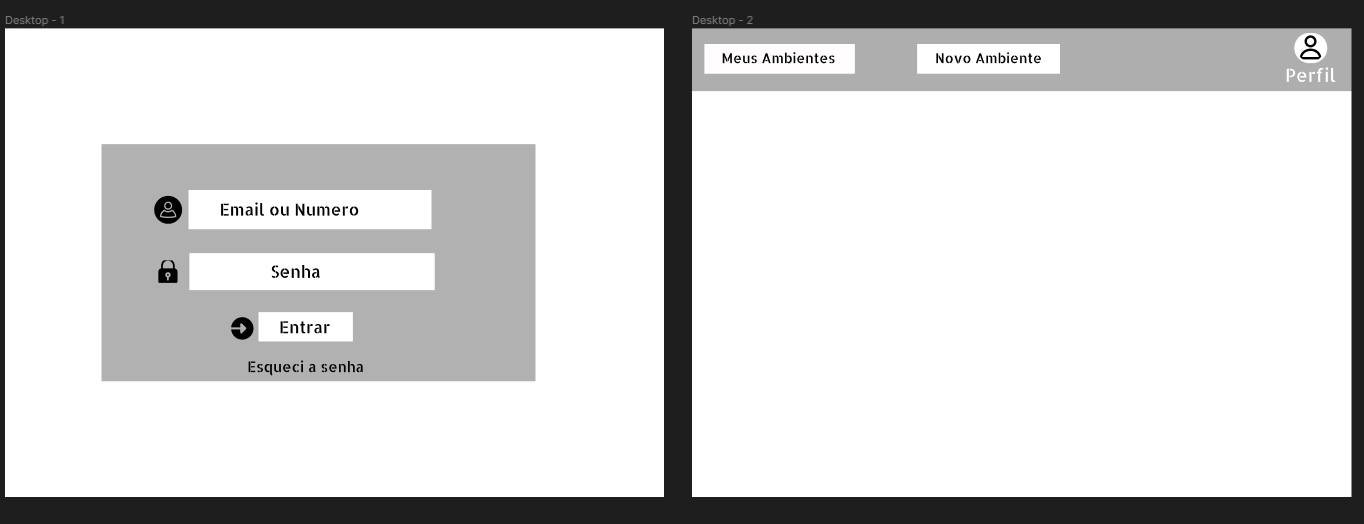 Desktop - 1
Email ou Numero
Senha
Entrar
Esqueci a senha
Desktop - 2
Meus Ambientes
Novo Ambiente
Perfil